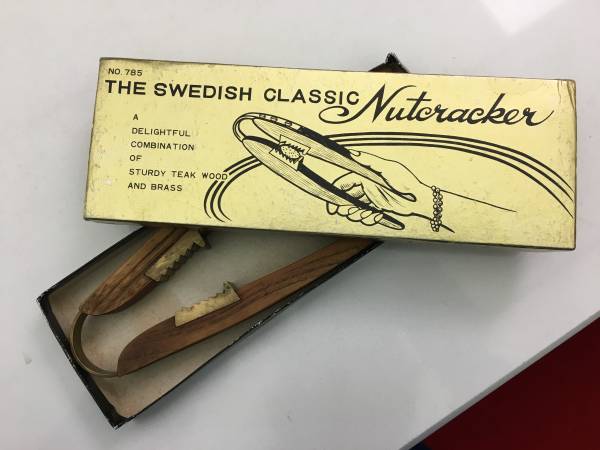 NO. 785
THE SWEDISH CLASSIC Nutcracker
A
DELIGHTFUL
COMBINATION
OF
STURDY TEAK WOOD
AND BRASS